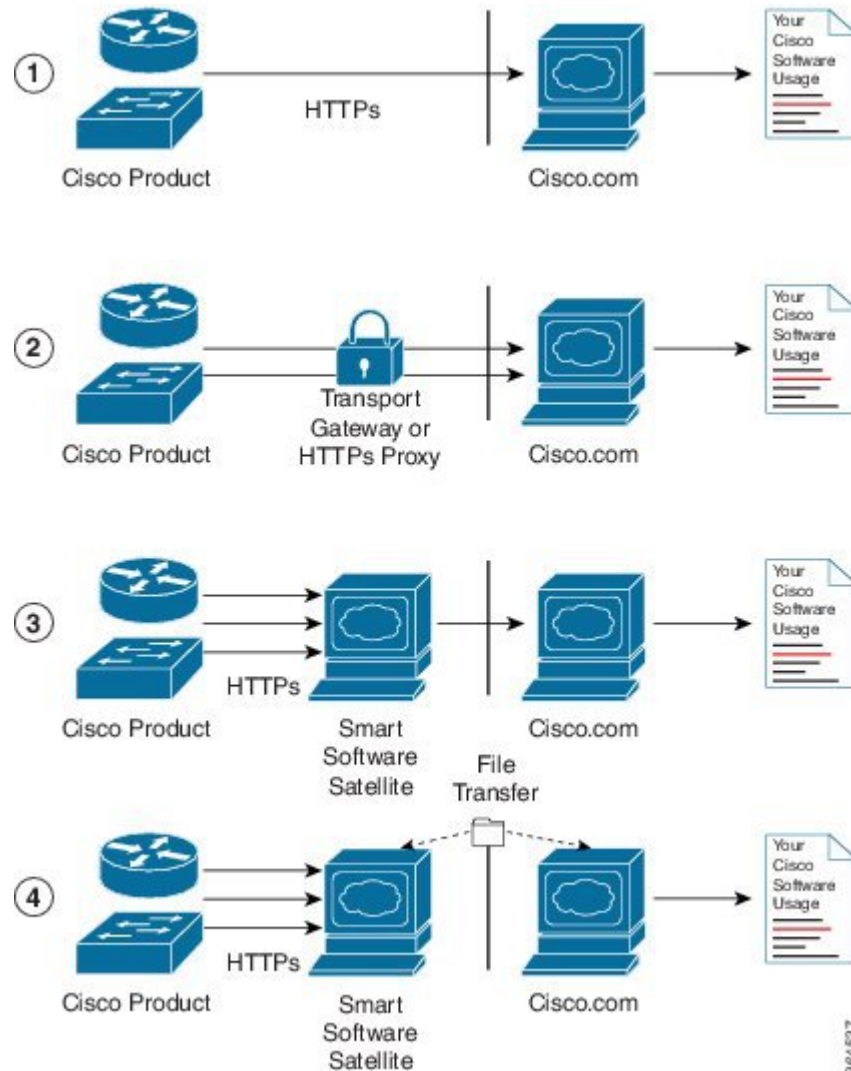 1
HTTPs
Cisco Product
Cisco.com
Your
Cisco
Software
Usage
2
Transport
Gateway or
HTTPs Proxy
Cisco Product
Cisco.com
Your
Cisco
Software
Usage
3
HTTPs
Cisco Product
Smart
Software
Satellite
Cisco.com
Your
Cisco
Software
Usage
File
Transfer
4
HTTPs
Cisco Product
Smart
Software
Satellite
Cisco.com
Your
Cisco
Software
Usage